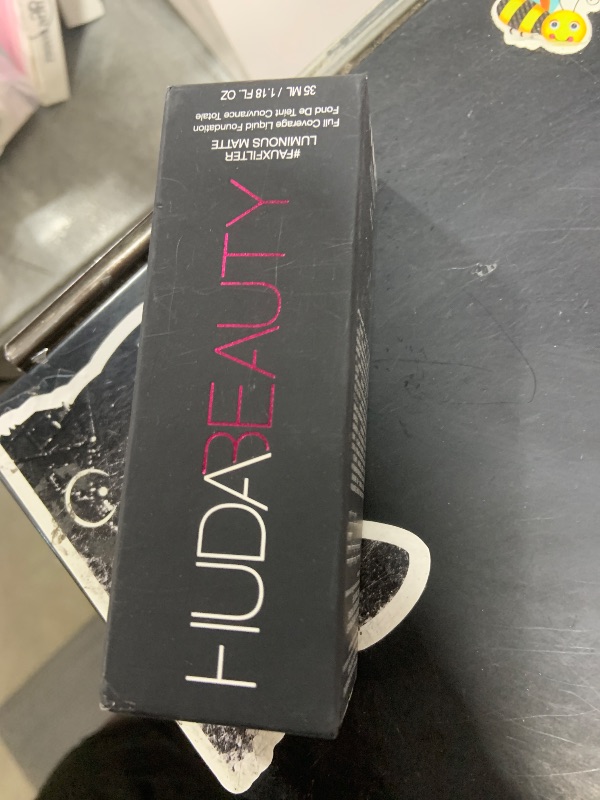 HUDABEAUTY
#FAUXFILTER
LUMINOUS MATTE
Full Coverage Liquid Foundation
Fond De Teint Couvrance Totale
35 ML / 1.18 FL. OZ